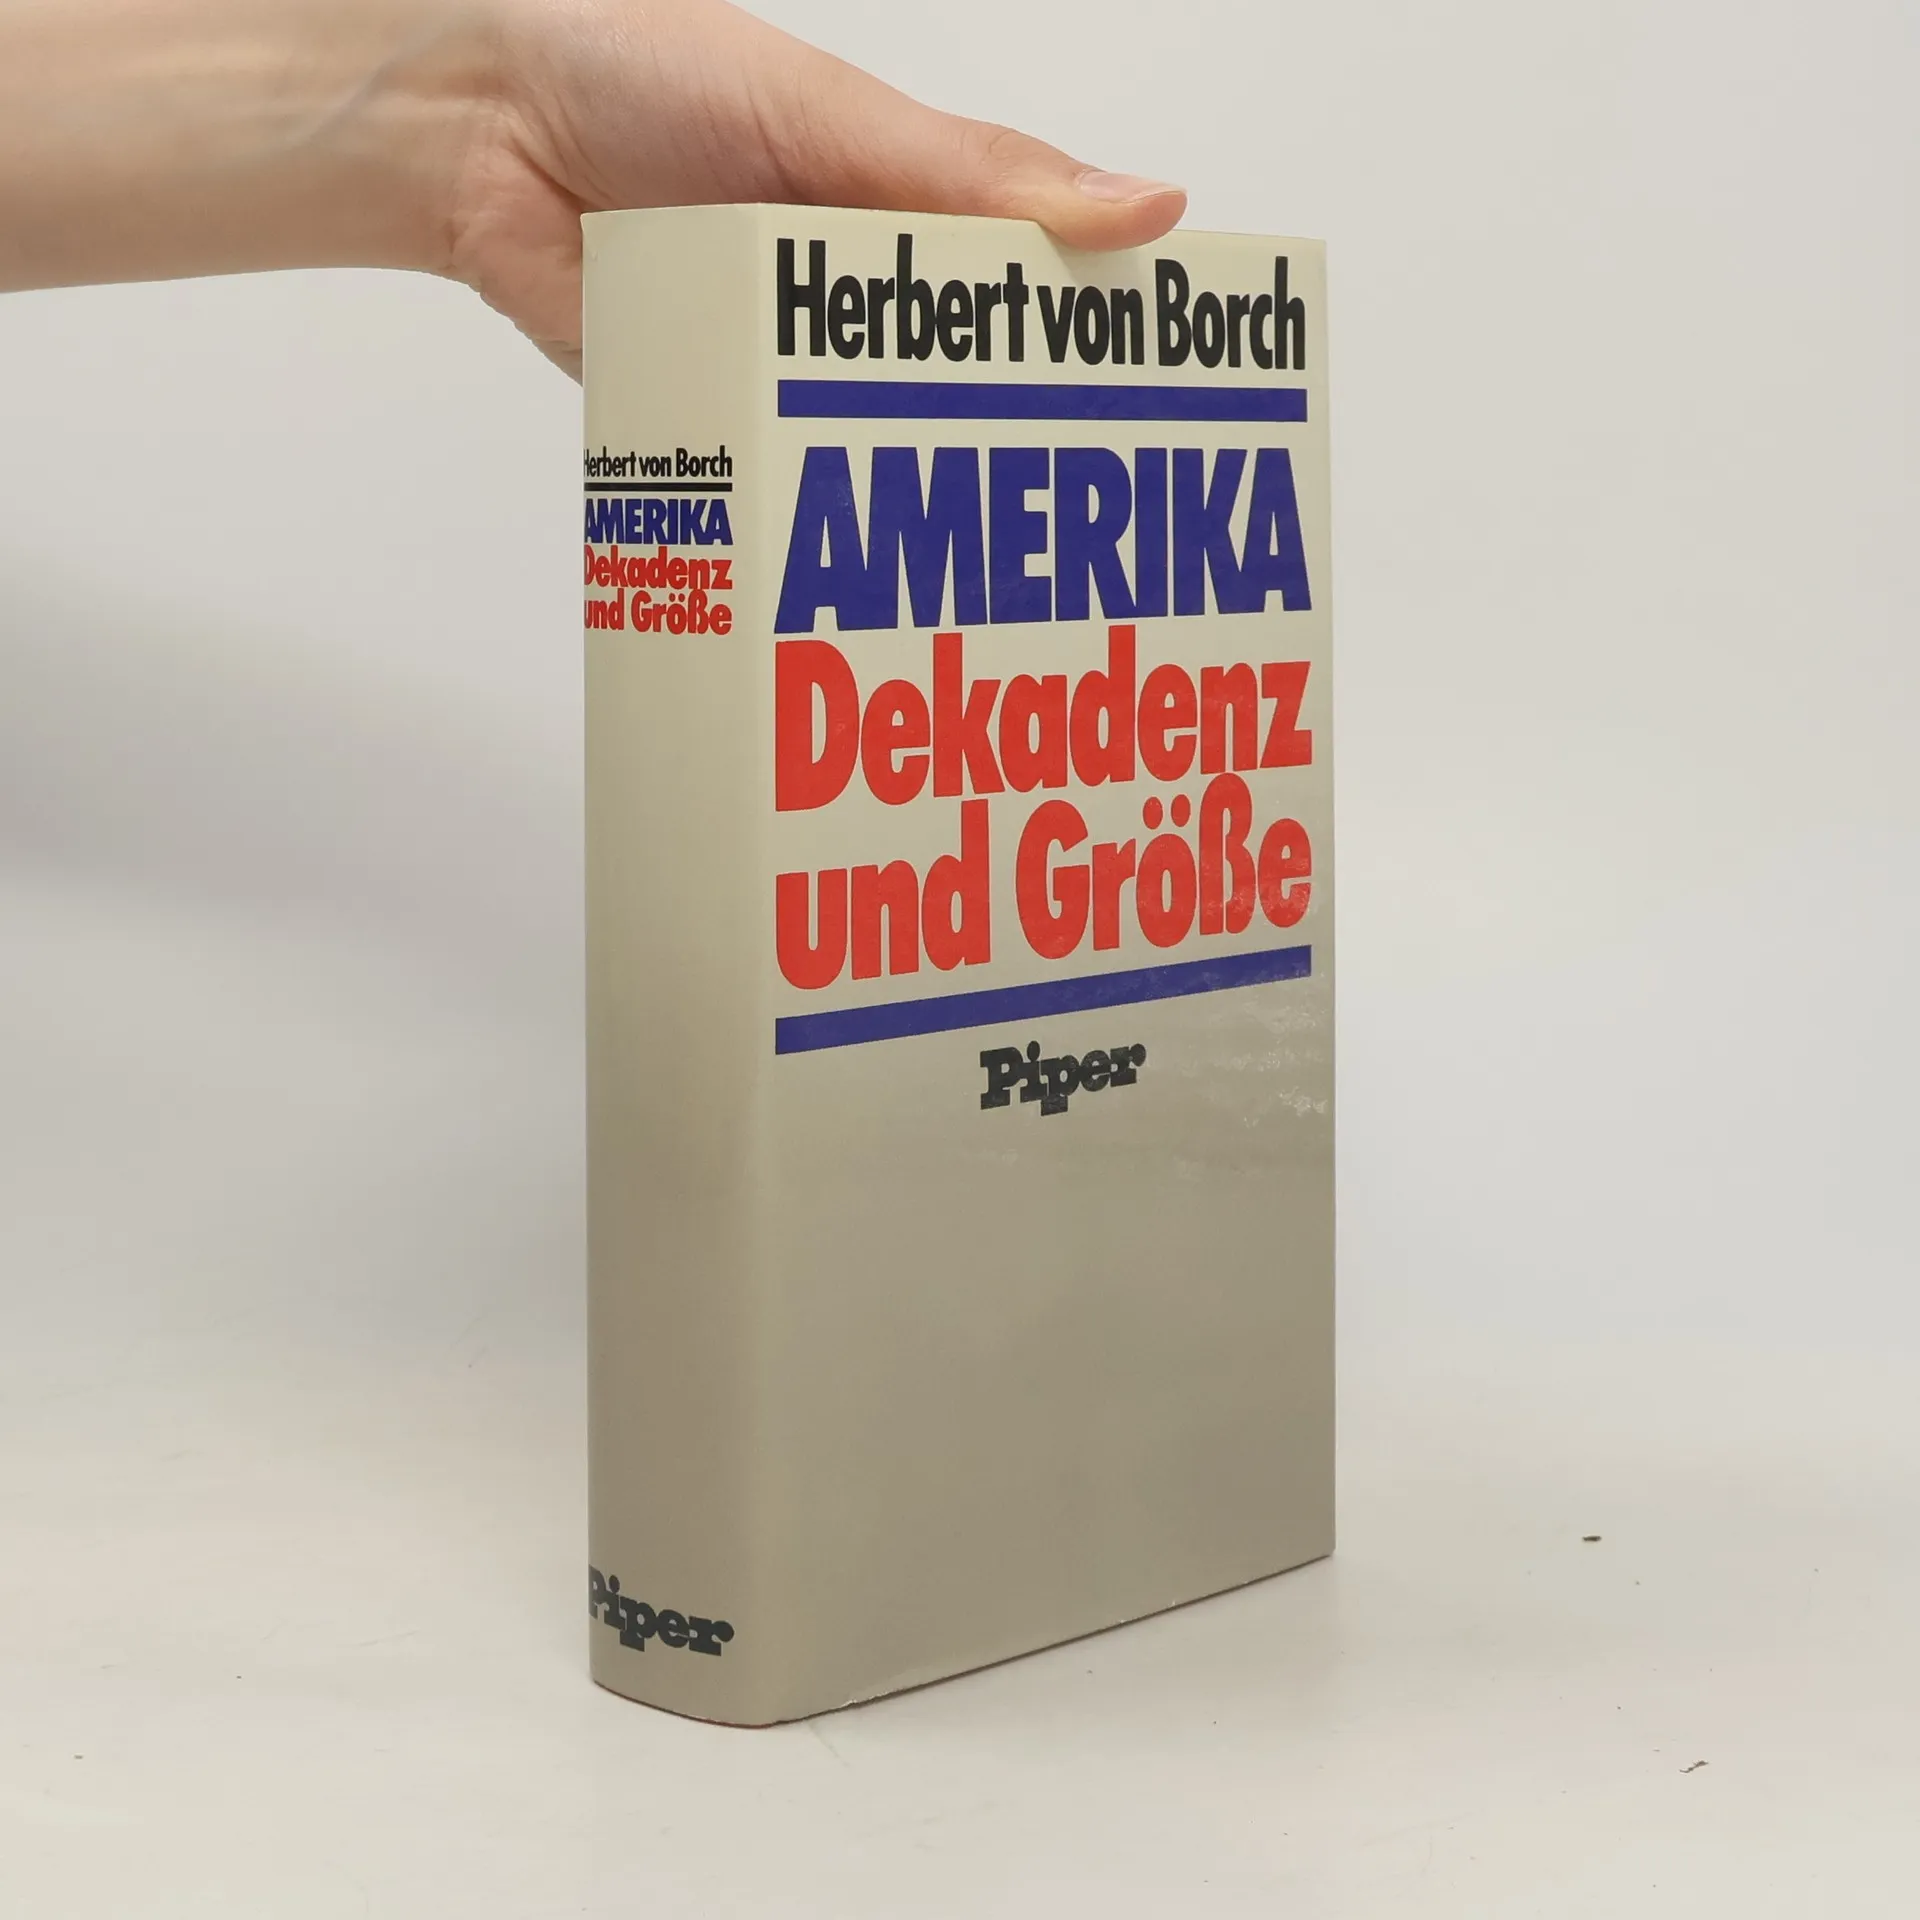 Herbert von Borch
AMERIKA
Dekadenz
und Größe
Piper
Herbert von Borch
AMERIKA
Dekadenz
und Größe
Piper